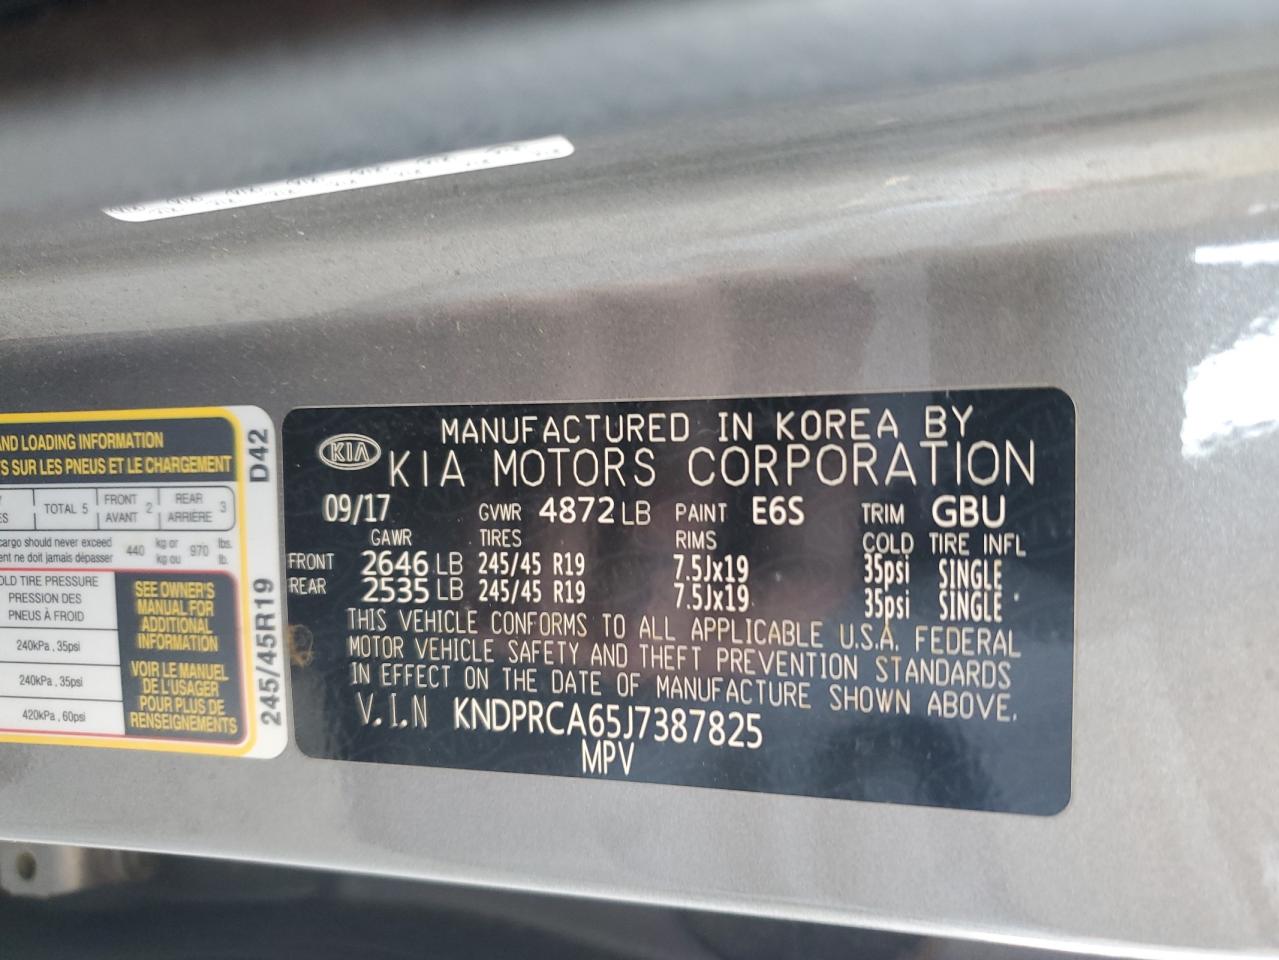 AND LOADING INFORMATION
TS SUR LES PNEUS ET LE CHARGEMENT
TOTAL 5 FRONT AVANT 2 REAR ARRIÈRE 3
cargo should never exceed 440 kg or 970 lbs.
ent ne doit jamais dépasser kg ou lb.
OLD TIRE PRESSURE
PRESSION DES
PNEUS À FROID
240kPa , 35psi
240kPa , 35psi
420kPa , 60psi
SEE OWNER'S
MANUAL FOR
ADDITIONAL
INFORMATION
VOIR LE MANUEL
DE L'USAGER
POUR PLUS DE
RENSEIGNEMENTS
245/45R19 D42
KIA
MANUFACTURED IN KOREA BY
KIA MOTORS CORPORATION
09/17 GVWR 4872 LB PAINT E6S TRIM GBU
GAWR TIRES RIMS COLD TIRE INFL
FRONT 2646 LB 245/45 R19 7.5Jx19 35psi SINGLE
REAR 2535 LB 245/45 R19 7.5Jx19 35psi SINGLE
THIS VEHICLE CONFORMS TO ALL APPLICABLE U.S.A. FEDERAL
MOTOR VEHICLE SAFETY AND THEFT PREVENTION STANDARDS
IN EFFECT ON THE DATE OF MANUFACTURE SHOWN ABOVE.
V.I.N KNDPRCA65J7387825
MPV